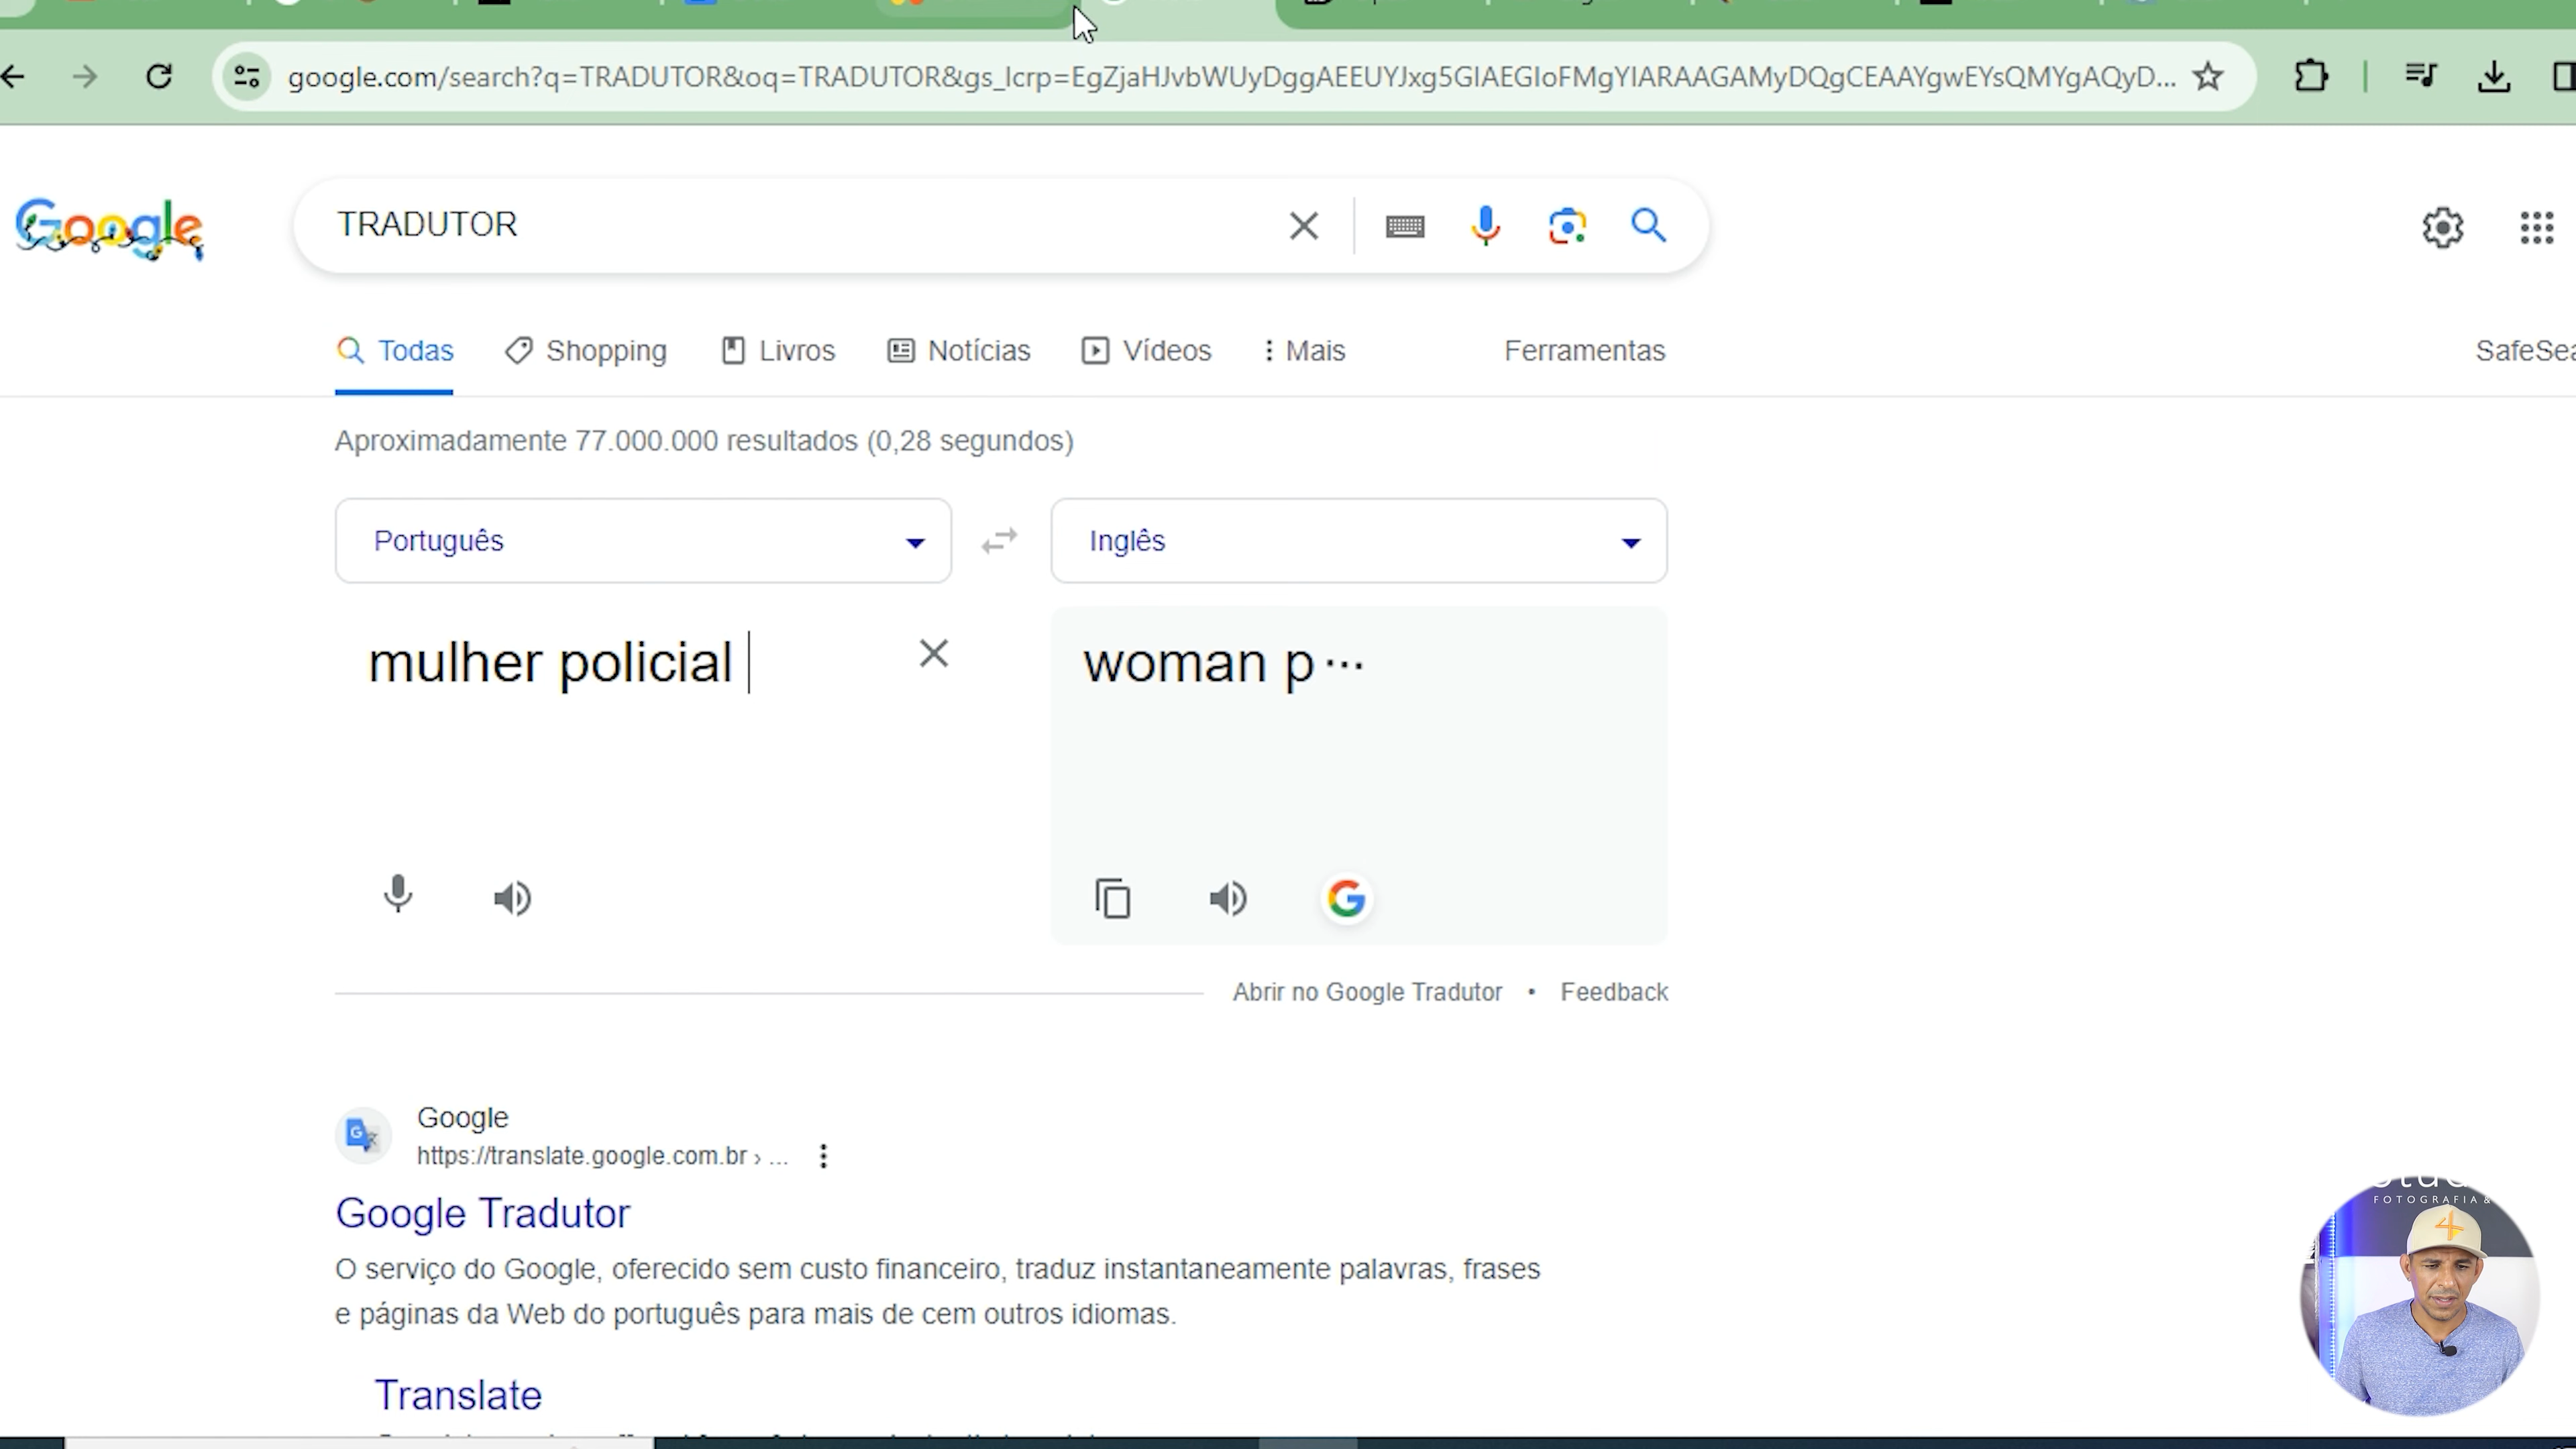 google.com/search?q=TRADUTOR&oq=TRADUTOR&gs_lcrp=EgZjaHJvbWUyDggAEEUYJxg5GIAEGIoFMgYIARAAGAMyDQgCEAAYgwEYsQMYgAQyD...
Google
TRADUTOR
Todas Shopping Livros Notícias Vídeos Mais Ferramentas SafeSea
Aproximadamente 77.000.000 resultados (0,28 segundos)
Português Inglês
mulher policial woman p...
Abrir no Google Tradutor • Feedback
Google
https://translate.google.com.br › ...
Google Tradutor
O serviço do Google, oferecido sem custo financeiro, traduz instantaneamente palavras, frases
e páginas da Web do português para mais de cem outros idiomas.
FOTOGRAFIA &
Translate